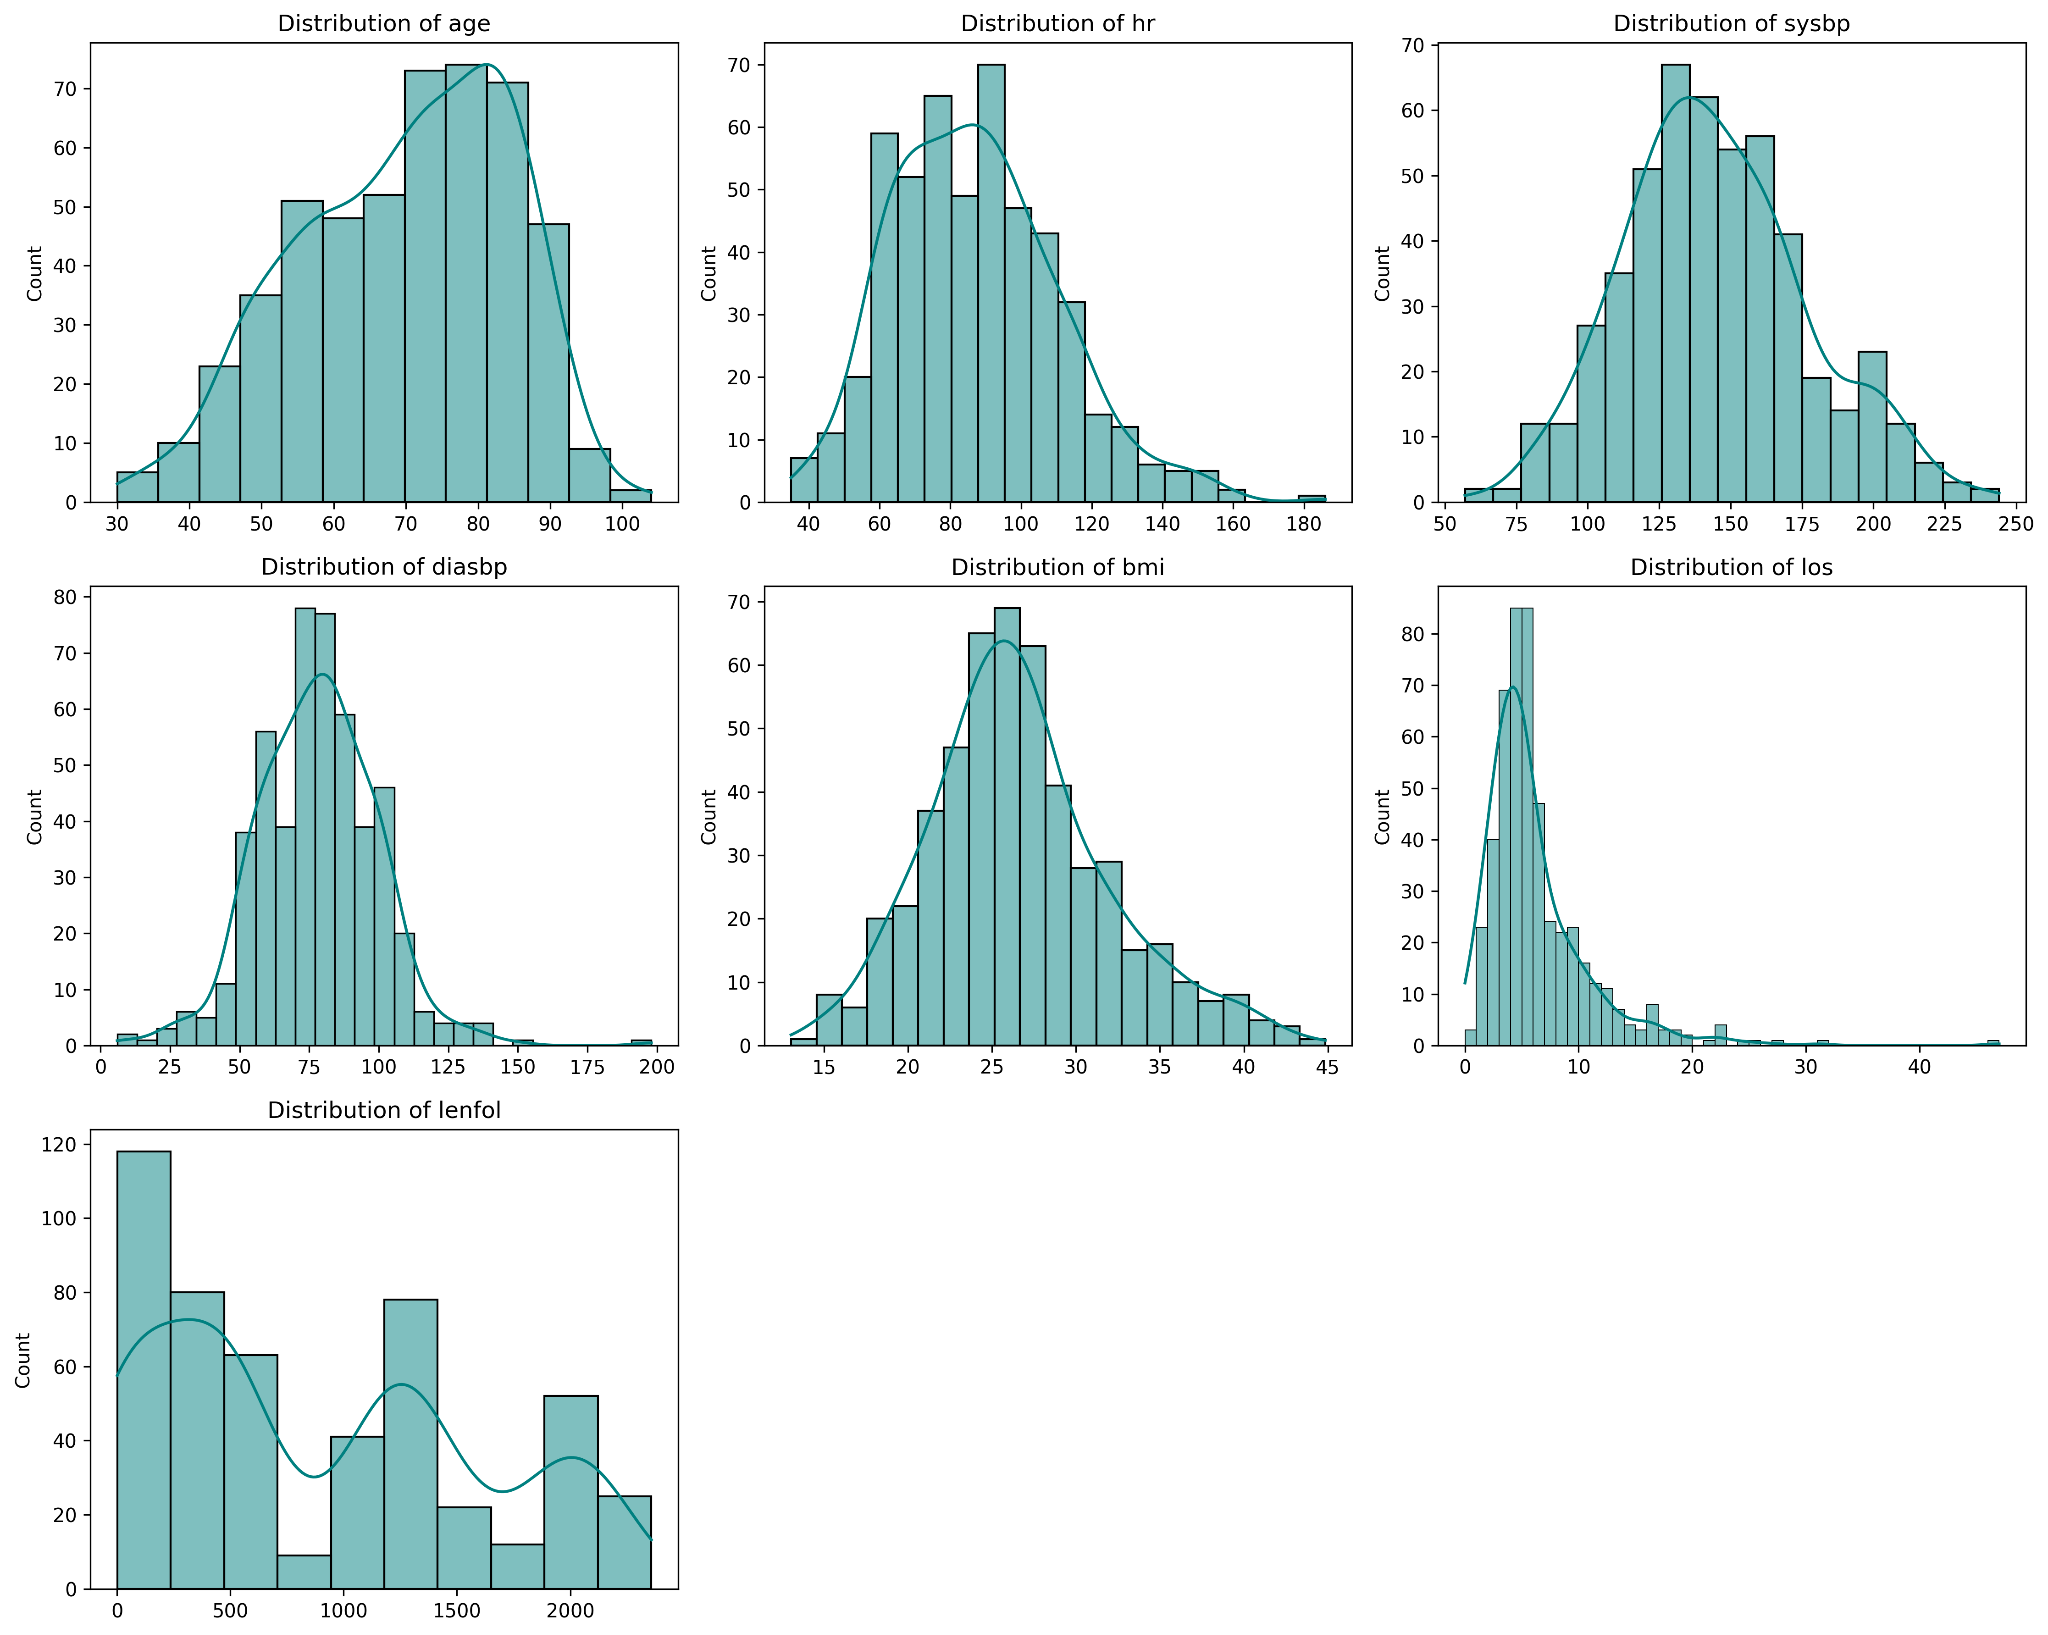 Distribution of age
Count
70
60
50
40
30
20
10
0
30 40 50 60 70 80 90 100
Distribution of hr
Count
70
60
50
40
30
20
10
0
40 60 80 100 120 140 160 180
Distribution of sysbp
Count
70
60
50
40
30
20
10
0
50 75 100 125 150 175 200 225 250
Distribution of diasbp
Count
80
70
60
50
40
30
20
10
0
0 25 50 75 100 125 150 175 200
Distribution of bmi
Count
70
60
50
40
30
20
10
0
15 20 25 30 35 40 45
Distribution of los
Count
80
70
60
50
40
30
20
10
0
0 10 20 30 40
Distribution of lenfol
Count
120
100
80
60
40
20
0
0 500 1000 1500 2000